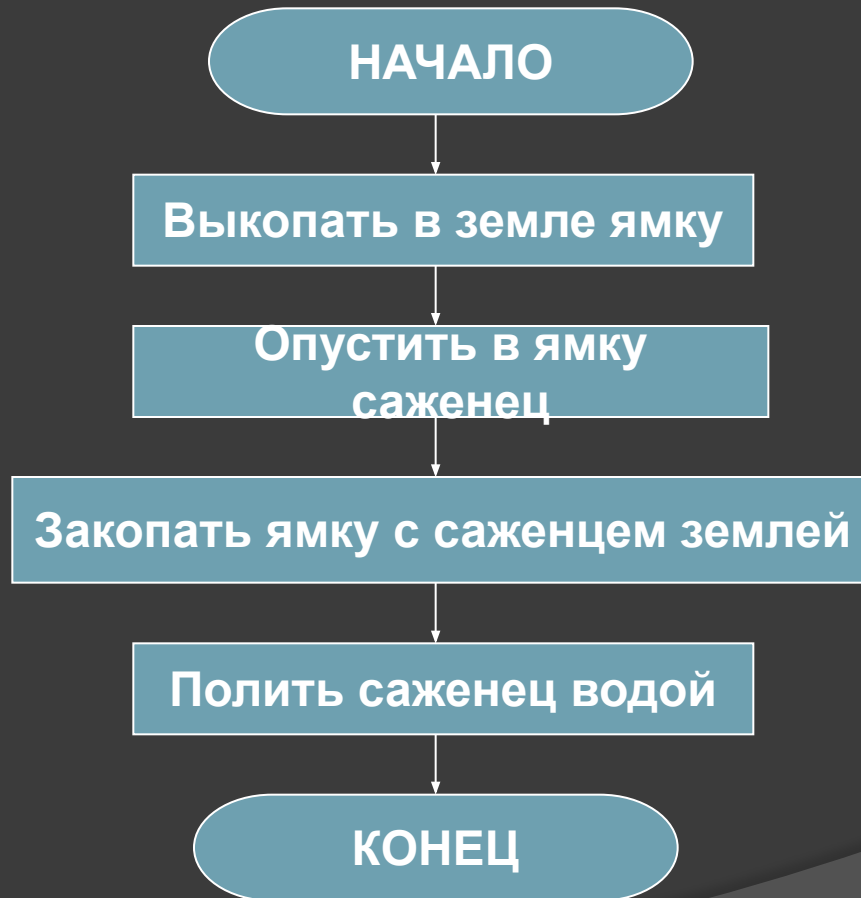 НАЧАЛО
Выкопать в земле ямку
Опустить в ямку
саженец
Закопать ямку с саженцем землей
Полить саженец водой
КОНЕЦ